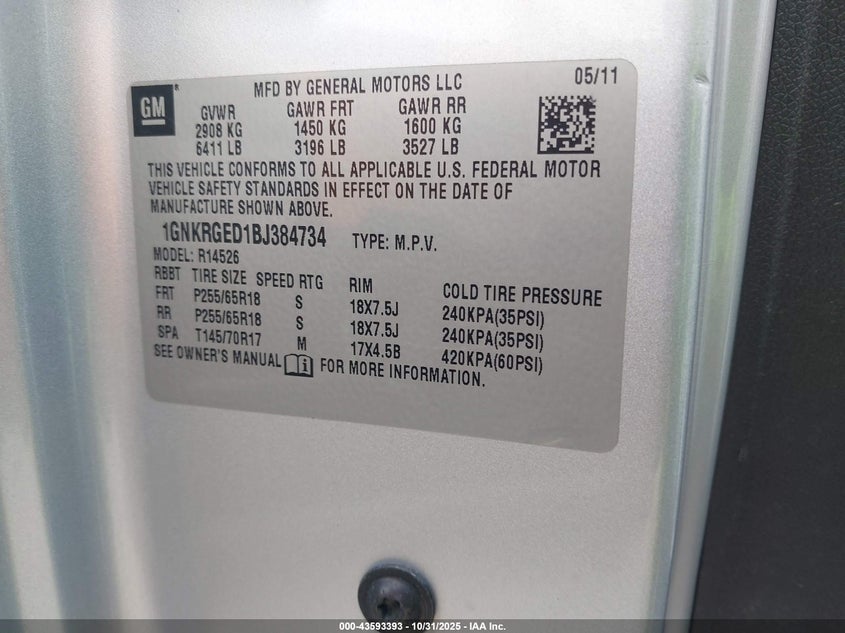 GM
®
MFD BY GENERAL MOTORS LLC
05/11
GVWR GAWR FRT GAWR RR
2908 KG 1450 KG 1600 KG
6411 LB 3196 LB 3527 LB
THIS VEHICLE CONFORMS TO ALL APPLICABLE U.S. FEDERAL MOTOR
VEHICLE SAFETY STANDARDS IN EFFECT ON THE DATE OF
MANUFACTURE SHOWN ABOVE.
1GNKRGED1BJ384734 TYPE: M.P.V.
MODEL: R14526
RBBT TIRE SIZE SPEED RTG RIM COLD TIRE PRESSURE
FRT P255/65R18 S 18X7.5J 240KPA(35PSI)
RR P255/65R18 S 18X7.5J 240KPA(35PSI)
SPA T145/70R17 M 17X4.5B 420KPA(60PSI)
SEE OWNER'S MANUAL FOR MORE INFORMATION.
000-43593393 - 10/31/2025 - IAA Inc.